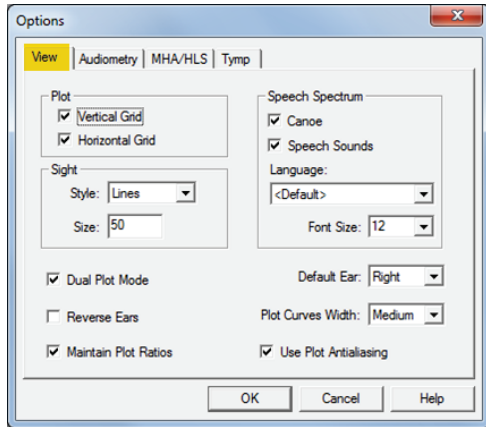 Options
View Audiometry MHA/HLS Tymp
Plot
Vertical Grid
Horizontal Grid
Sight
Style: Lines
Size: 50
Speech Spectrum
Canoe
Speech Sounds
Language:
<Default>
Font Size: 12
Dual Plot Mode
Default Ear: Right
Reverse Ears
Plot Curves Width: Medium
Maintain Plot Ratios
Use Plot Antialiasing
OK Cancel Help